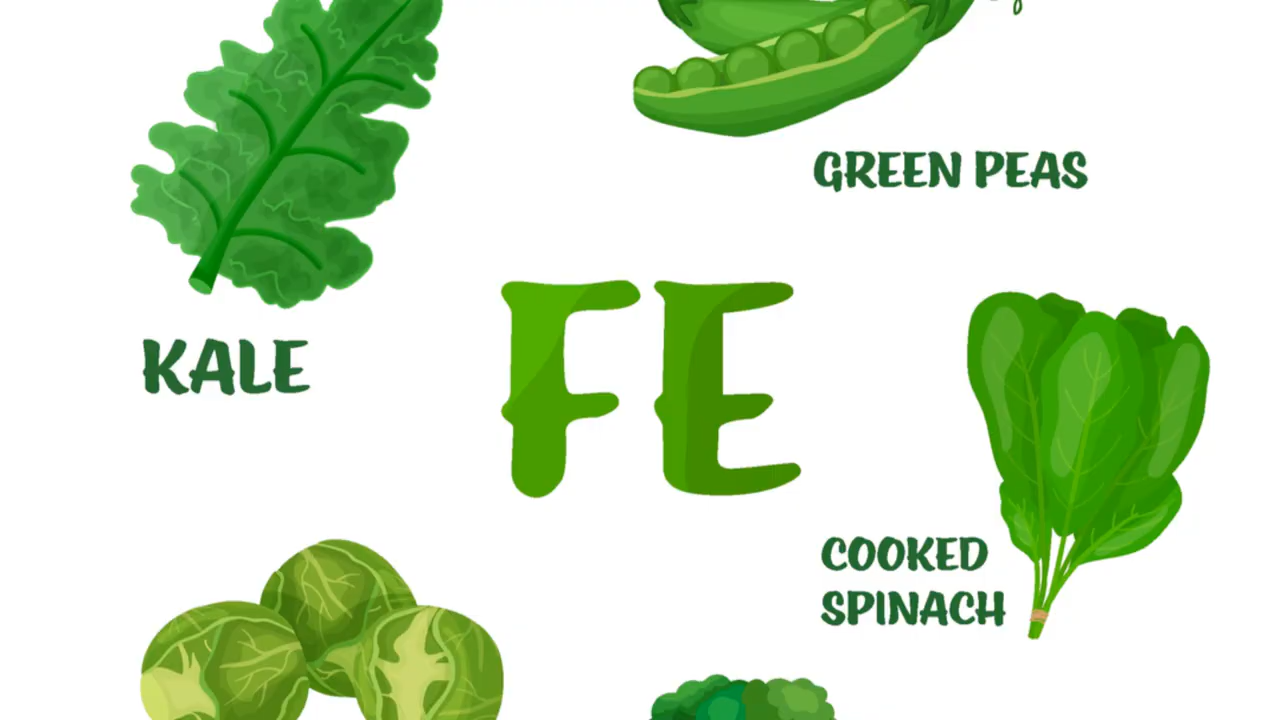 GREEN PEAS
KALE
FE
COOKED
SPINACH